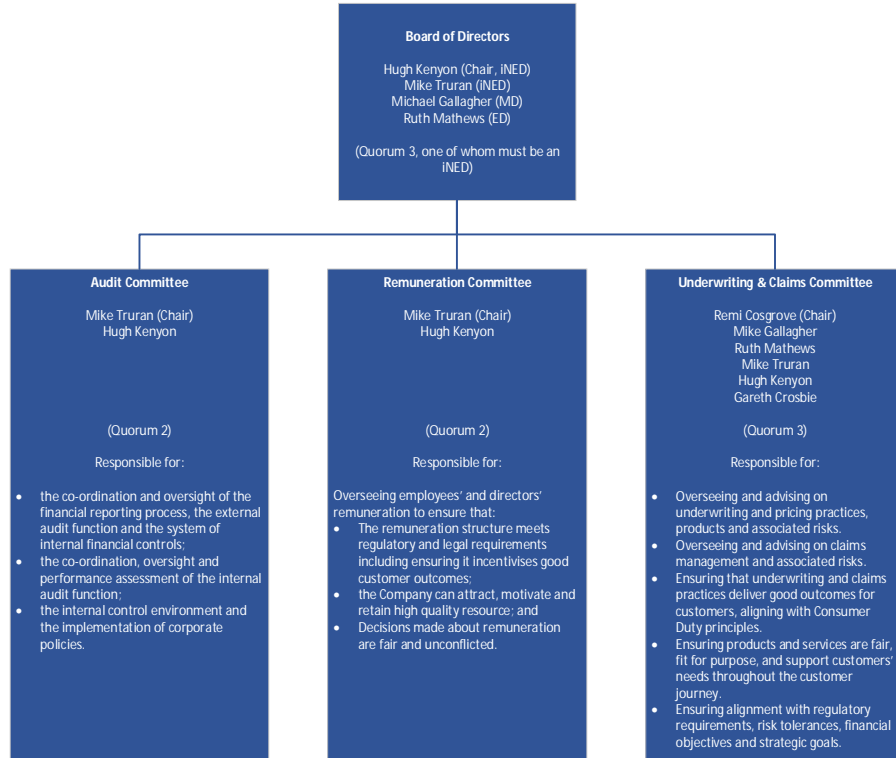 Board of Directors
Hugh Kenyon (Chair, iNED)
Mike Truran (iNED)
Michael Gallagher (MD)
Ruth Mathews (ED)
(Quorum 3, one of whom must be an
iNED)
Audit Committee
Mike Truran (Chair)
Hugh Kenyon
(Quorum 2)
Responsible for:
• the co-ordination and oversight of the
financial reporting process, the external
audit function and the system of
internal financial controls;
• the co-ordination, oversight and
performance assessment of the internal
audit function;
• the internal control environment and
the implementation of corporate
policies.
Remuneration Committee
Mike Truran (Chair)
Hugh Kenyon
(Quorum 2)
Responsible for:
Overseeing employees’ and directors’
remuneration to ensure that:
• The remuneration structure meets
regulatory and legal requirements
including ensuring it incentivises good
customer outcomes;
• the Company can attract, motivate and
retain high quality resource; and
• Decisions made about remuneration
are fair and unconflicted.
Underwriting & Claims Committee
Remi Cosgrove (Chair)
Mike Gallagher
Ruth Mathews
Mike Truran
Hugh Kenyon
Gareth Crosbie
(Quorum 3)
Responsible for:
• Overseeing and advising on
underwriting and pricing practices,
products and associated risks.
• Overseeing and advising on claims
management and associated risks.
• Ensuring that underwriting and claims
practices deliver good outcomes for
customers, aligning with Consumer
Duty principles.
• Ensuring products and services are fair,
fit for purpose, and support customers’
needs throughout the customer
journey.
• Ensuring alignment with regulatory
requirements, risk tolerances, financial
objectives and strategic goals.